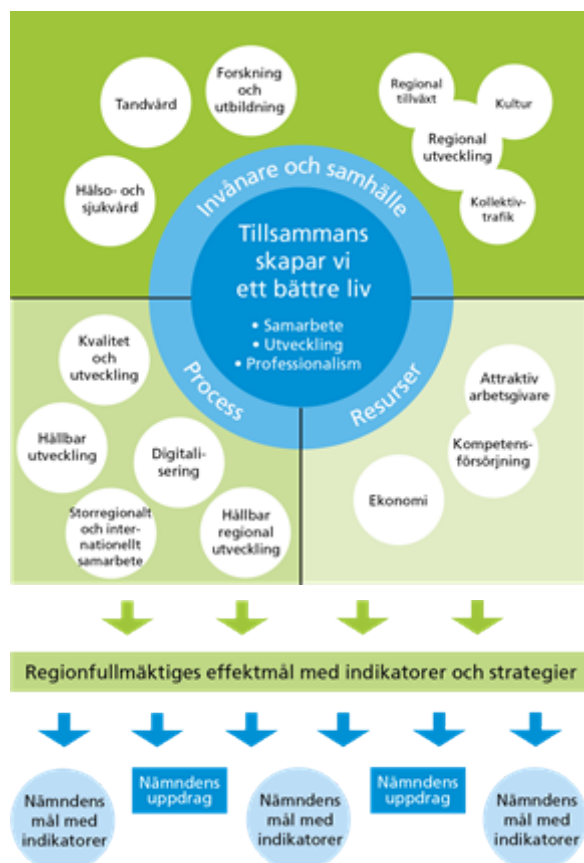 Tandvård
Forskning
och
utbildning
Hälso- och
sjukvård
Regional
tillväxt
Kultur
Regional
utveckling
Kollektiv-
trafik
Invånare och samhälle
Tillsammans
skapar vi
ett bättre liv
• Samarbete
• Utveckling
• Professionalism
Process
Resurser
Kvalitet
och
utveckling
Hållbar
utveckling
Digitali-
sering
Storregionalt
och inter-
nationellt
samarbete
Hållbar
regional
utveckling
Attraktiv
arbetsgivare
Kompetens-
försörjning
Ekonomi
Regionfullmäktiges effektmål med indikatorer och strategier
Nämndens
mål med
indikatorer
Nämndens
uppdrag
Nämndens
mål med
indikatorer
Nämndens
uppdrag
Nämndens
mål med
indikatorer